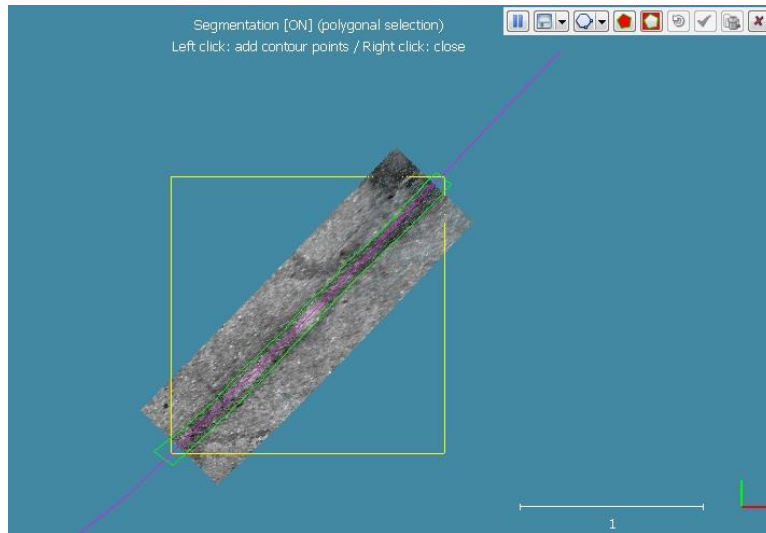 Segmentation [ON] (polygonal selection)
Left click: add contour points / Right click: close
1